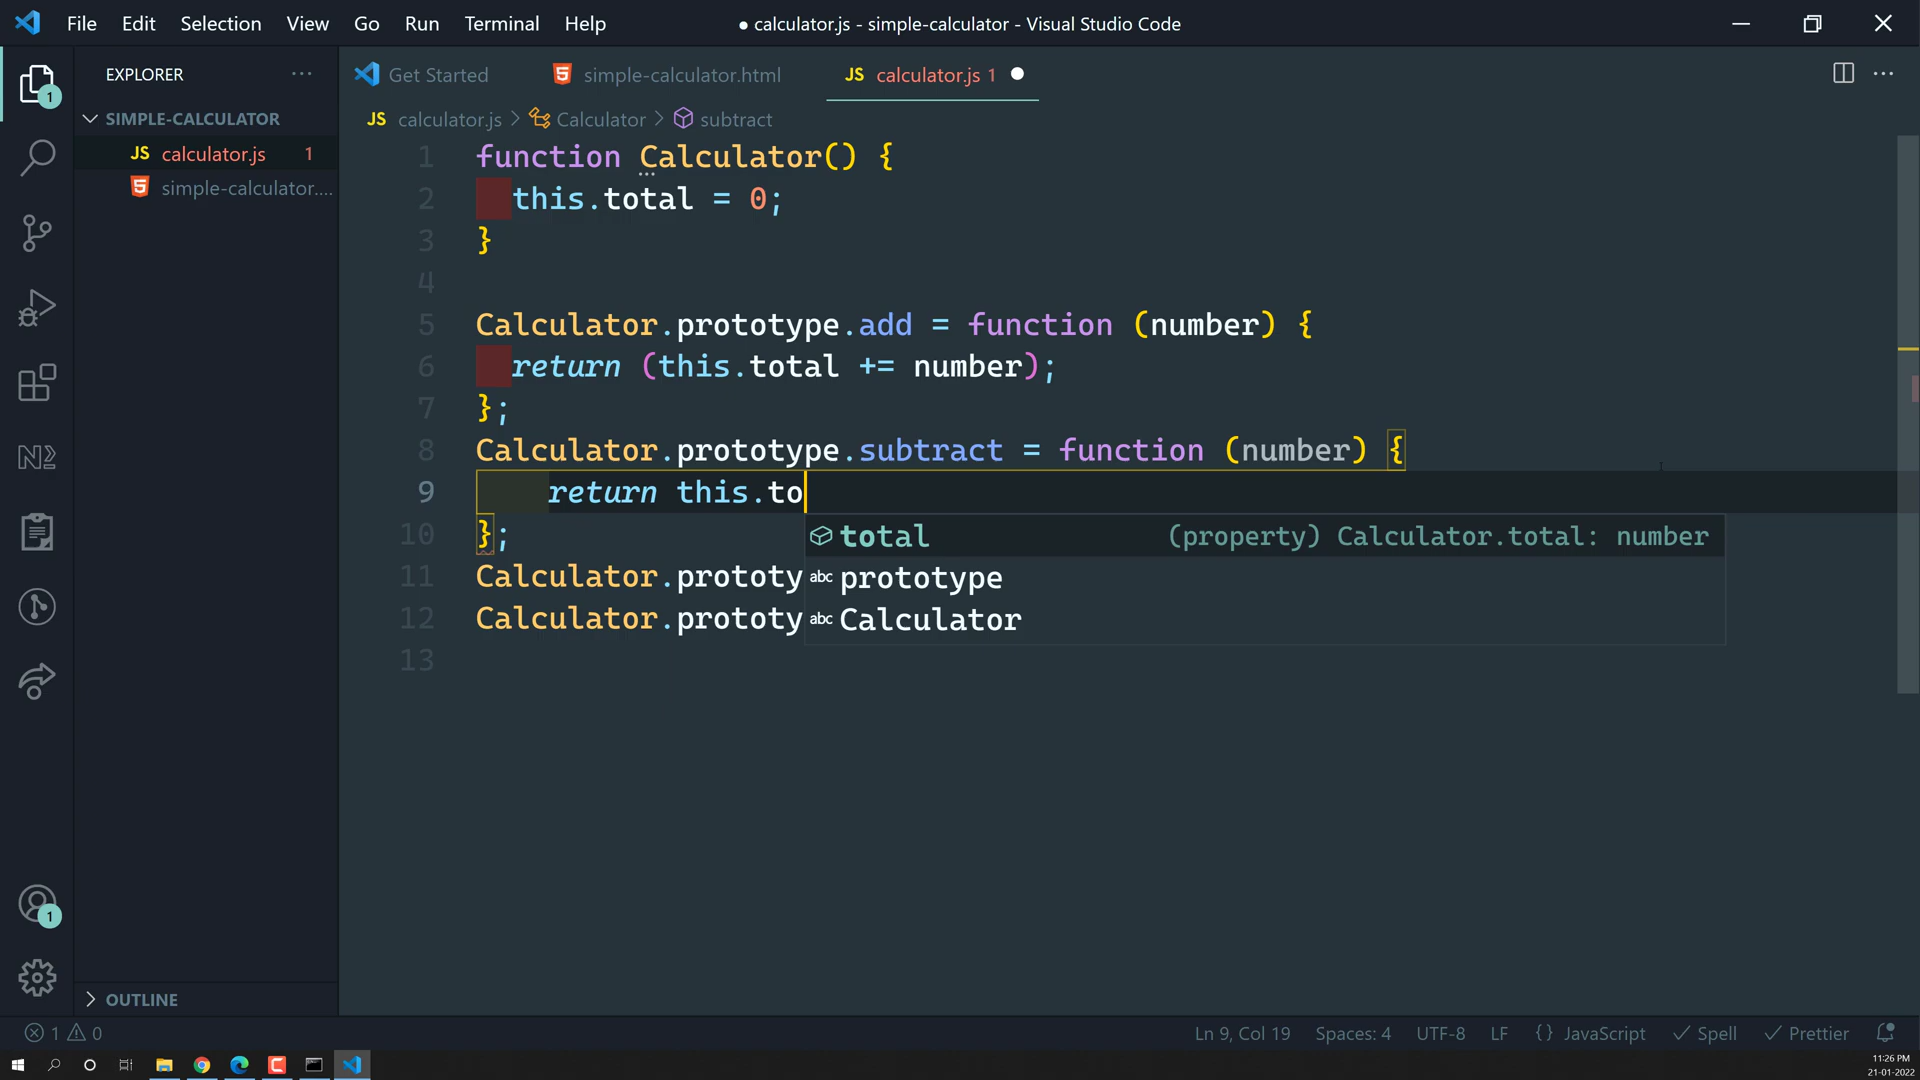 File Edit Selection View Go Run Terminal Help
● calculator.js - simple-calculator - Visual Studio Code
EXPLORER
SIMPLE-CALCULATOR
JS calculator.js 1
simple-calculator....
OUTLINE
1
1
Get Started
simple-calculator.html
JS calculator.js 1
JS calculator.js > Calculator > subtract
1 function Calculator() {
2 this.total = 0;
3 }
4
5 Calculator.prototype.add = function (number) {
6 return (this.total += number);
7 };
8 Calculator.prototype.subtract = function (number) {
9 return this.to
10 };
11 Calculator.prototy
12 Calculator.prototy
13
total (property) Calculator.total: number
abc prototype
abc Calculator
1 0
Ln 9, Col 19 Spaces: 4 UTF-8 LF {} JavaScript Spell Prettier
11:26 PM
21-01-2022